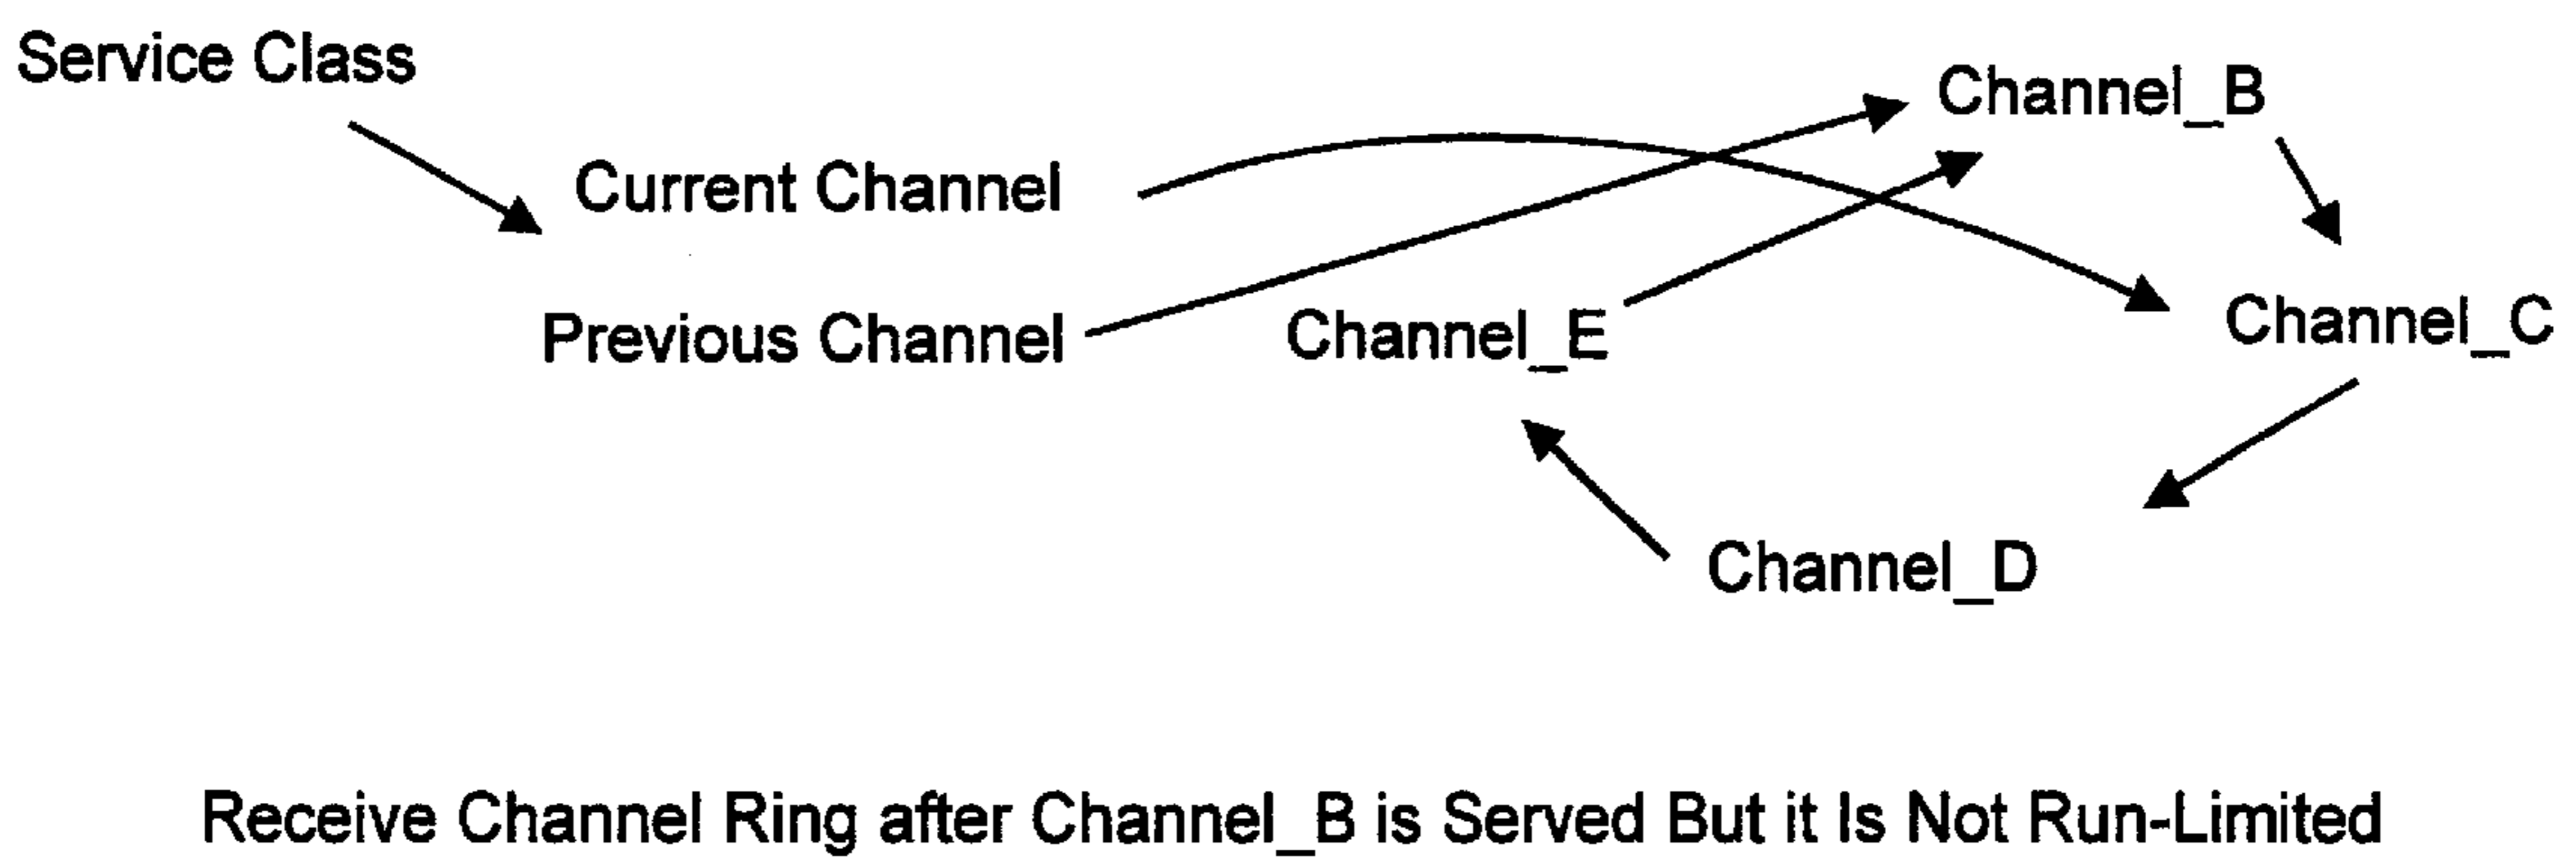 Service Class
Channel_B
Current Channel
Channel_C
Previous Channel
Channel_E
Channel_D
Receive Channel Ring after Channel_B is Served But it Is Not Run-Limited